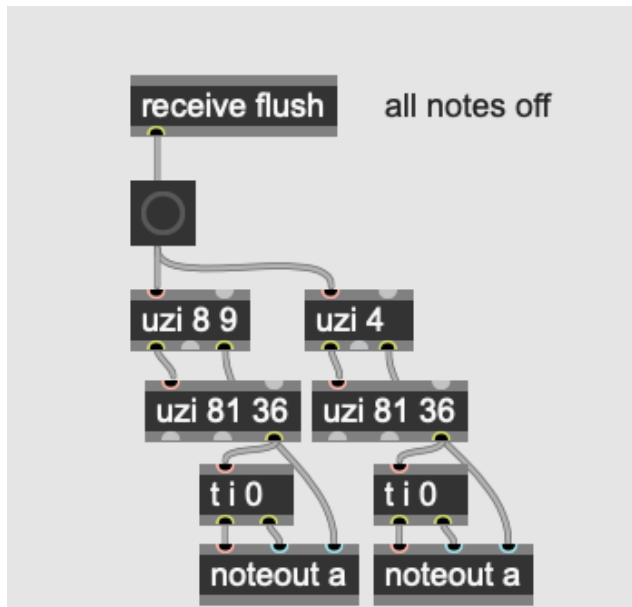 receive flush
all notes off
uzi 8 9
uzi 4
uzi 81 36
uzi 81 36
t i 0
t i 0
noteout a
noteout a